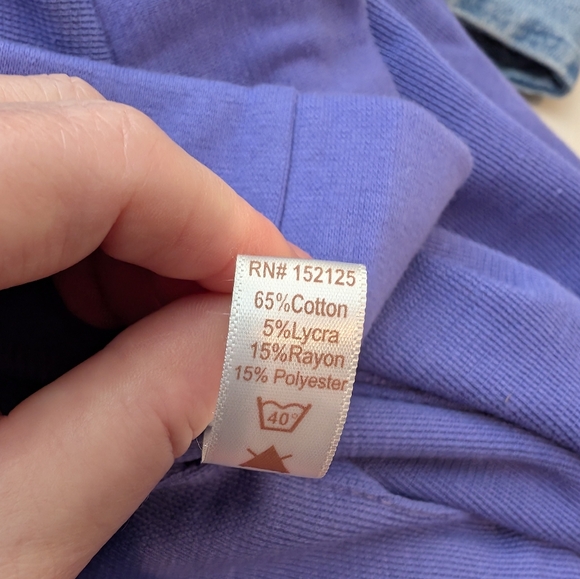 RN# 152125
65%Cotton
5%Lycra
15%Rayon
15% Polyester
40°